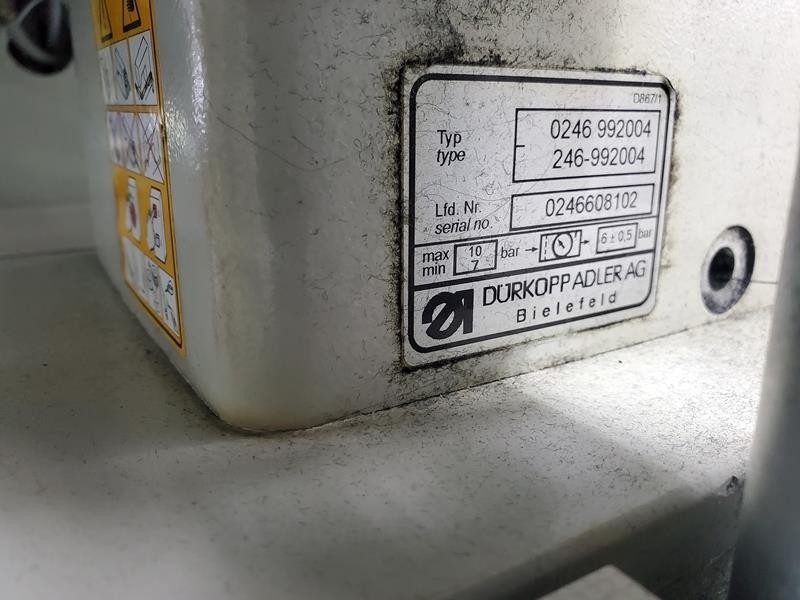 D867/1
Typ
type
0246 992004
246-992004
Lfd. Nr.
serial no.
0246608102
max
min
10
7
bar
6 ± 0,5
bar
DÜRKOPP ADLER AG
Bielefeld